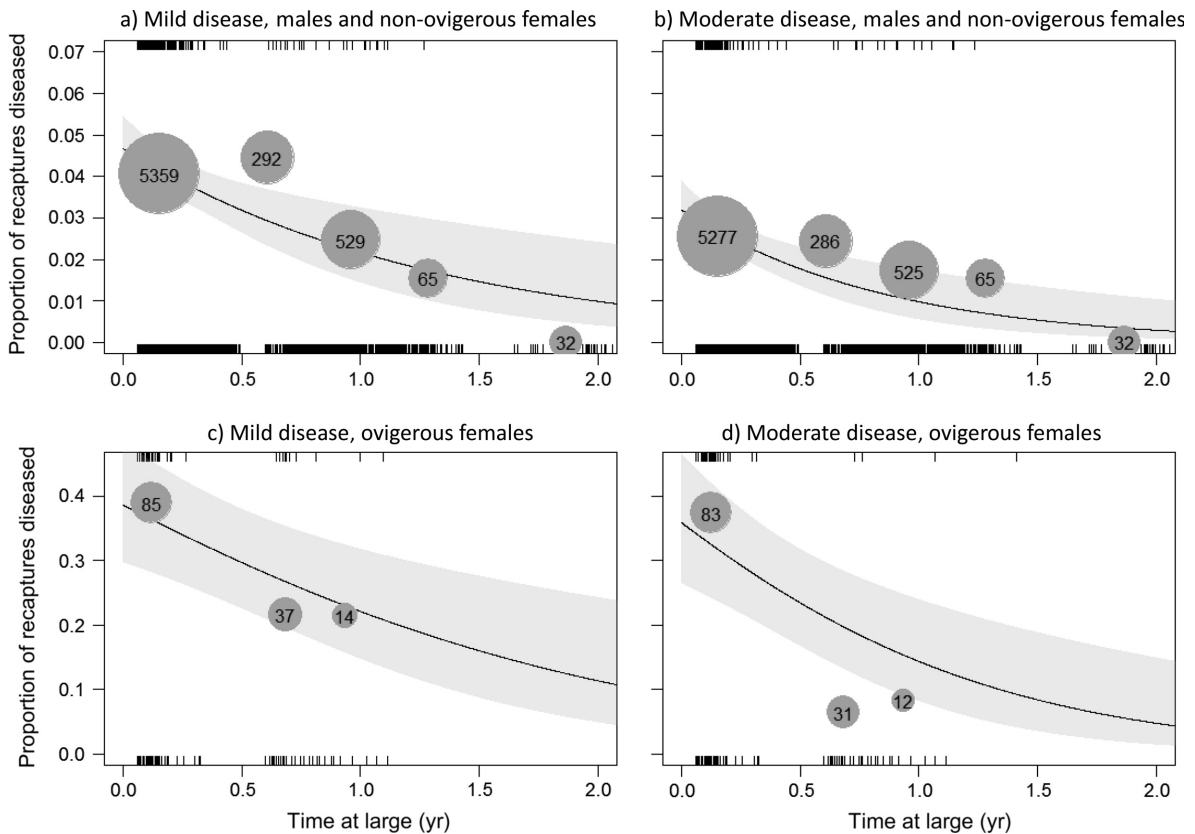 a) Mild disease, males and non-ovigerous females
b) Moderate disease, males and non-ovigerous females
Proportion of recaptures diseased
0.07
0.06
0.05
0.04
0.03
0.02
0.01
0.00
5359
292
529
65
32
5277
286
525
65
32
0.0 0.5 1.0 1.5 2.0
0.0 0.5 1.0 1.5 2.0
c) Mild disease, ovigerous females
d) Moderate disease, ovigerous females
Proportion of recaptures diseased
0.4
0.3
0.2
0.1
0.0
85
37
14
83
31
12
0.0 0.5 1.0 1.5 2.0
0.0 0.5 1.0 1.5 2.0
Time at large (yr)
Time at large (yr)